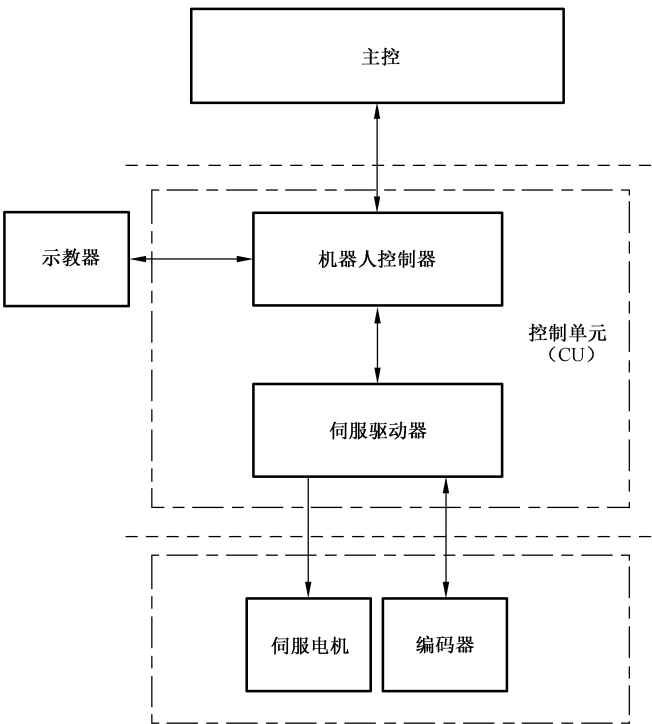 主控
示教器
机器人控制器
控制单元
（CU）
伺服驱动器
伺服电机
编码器